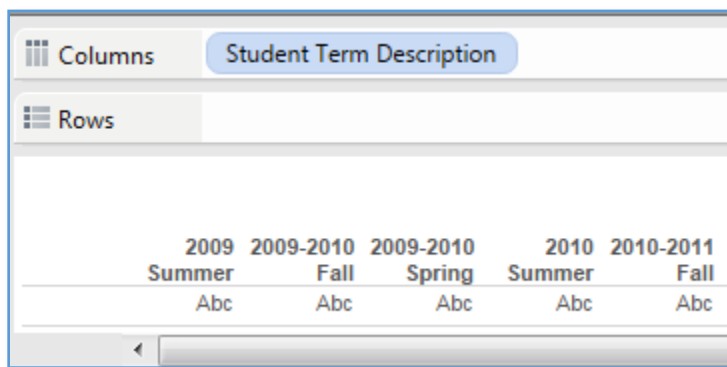 Columns Student Term Description
Rows
2009 2009-2010 2009-2010 2010 2010-2011
Summer Fall Spring Summer Fall
Abc Abc Abc Abc Abc